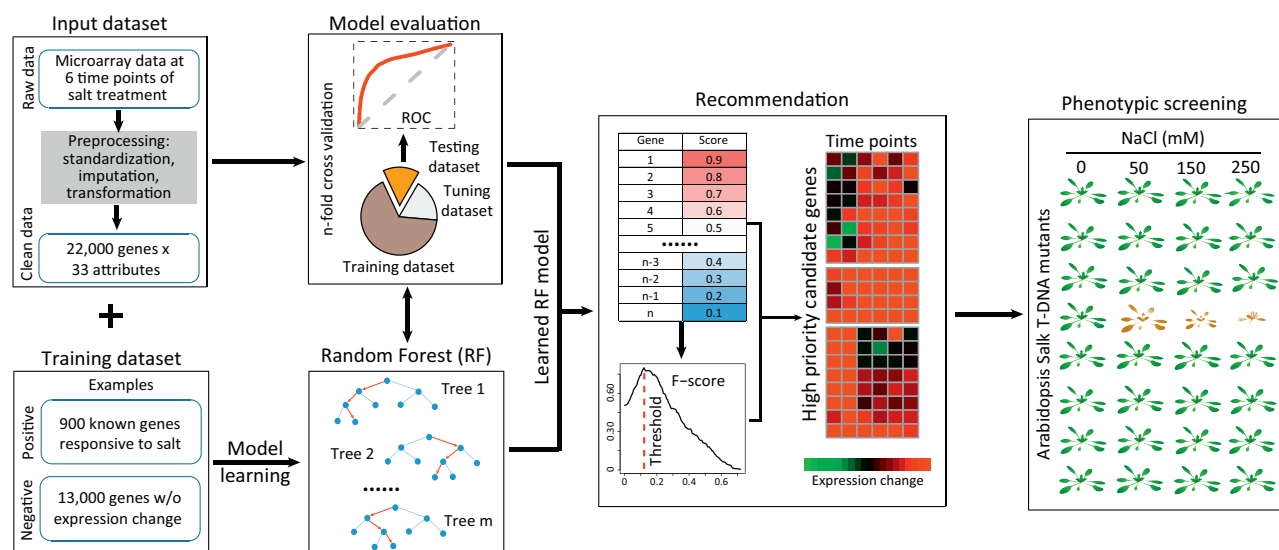 Input dataset
Raw data
Microarray data at
6 time points of
salt treatment
Preprocessing:
standardization,
imputation,
transformation
Clean data
22,000 genes x
33 attributes
+
Training dataset
Examples
Positive
900 known genes
responsive to salt
Negative
13,000 genes w/o
expression change
Model
learning
Model evaluation
n-fold cross validation
ROC
Testing
dataset
Tuning
dataset
Training dataset
Random Forest (RF)
Tree 1
Tree 2
......
Tree m
Learned RF model
Recommendation
Gene Score
1 0.9
2 0.8
3 0.7
4 0.6
5 0.5
......
n-3 0.4
n-2 0.3
n-1 0.2
n 0.1
F-score
Threshold
0.60
0.30
0
0 0.2 0.4 0.6
Time points
High priority candidate genes
Expression change
Phenotypic screening
NaCl (mM)
0 50 150 250
Arabidopsis Salk T-DNA mutants